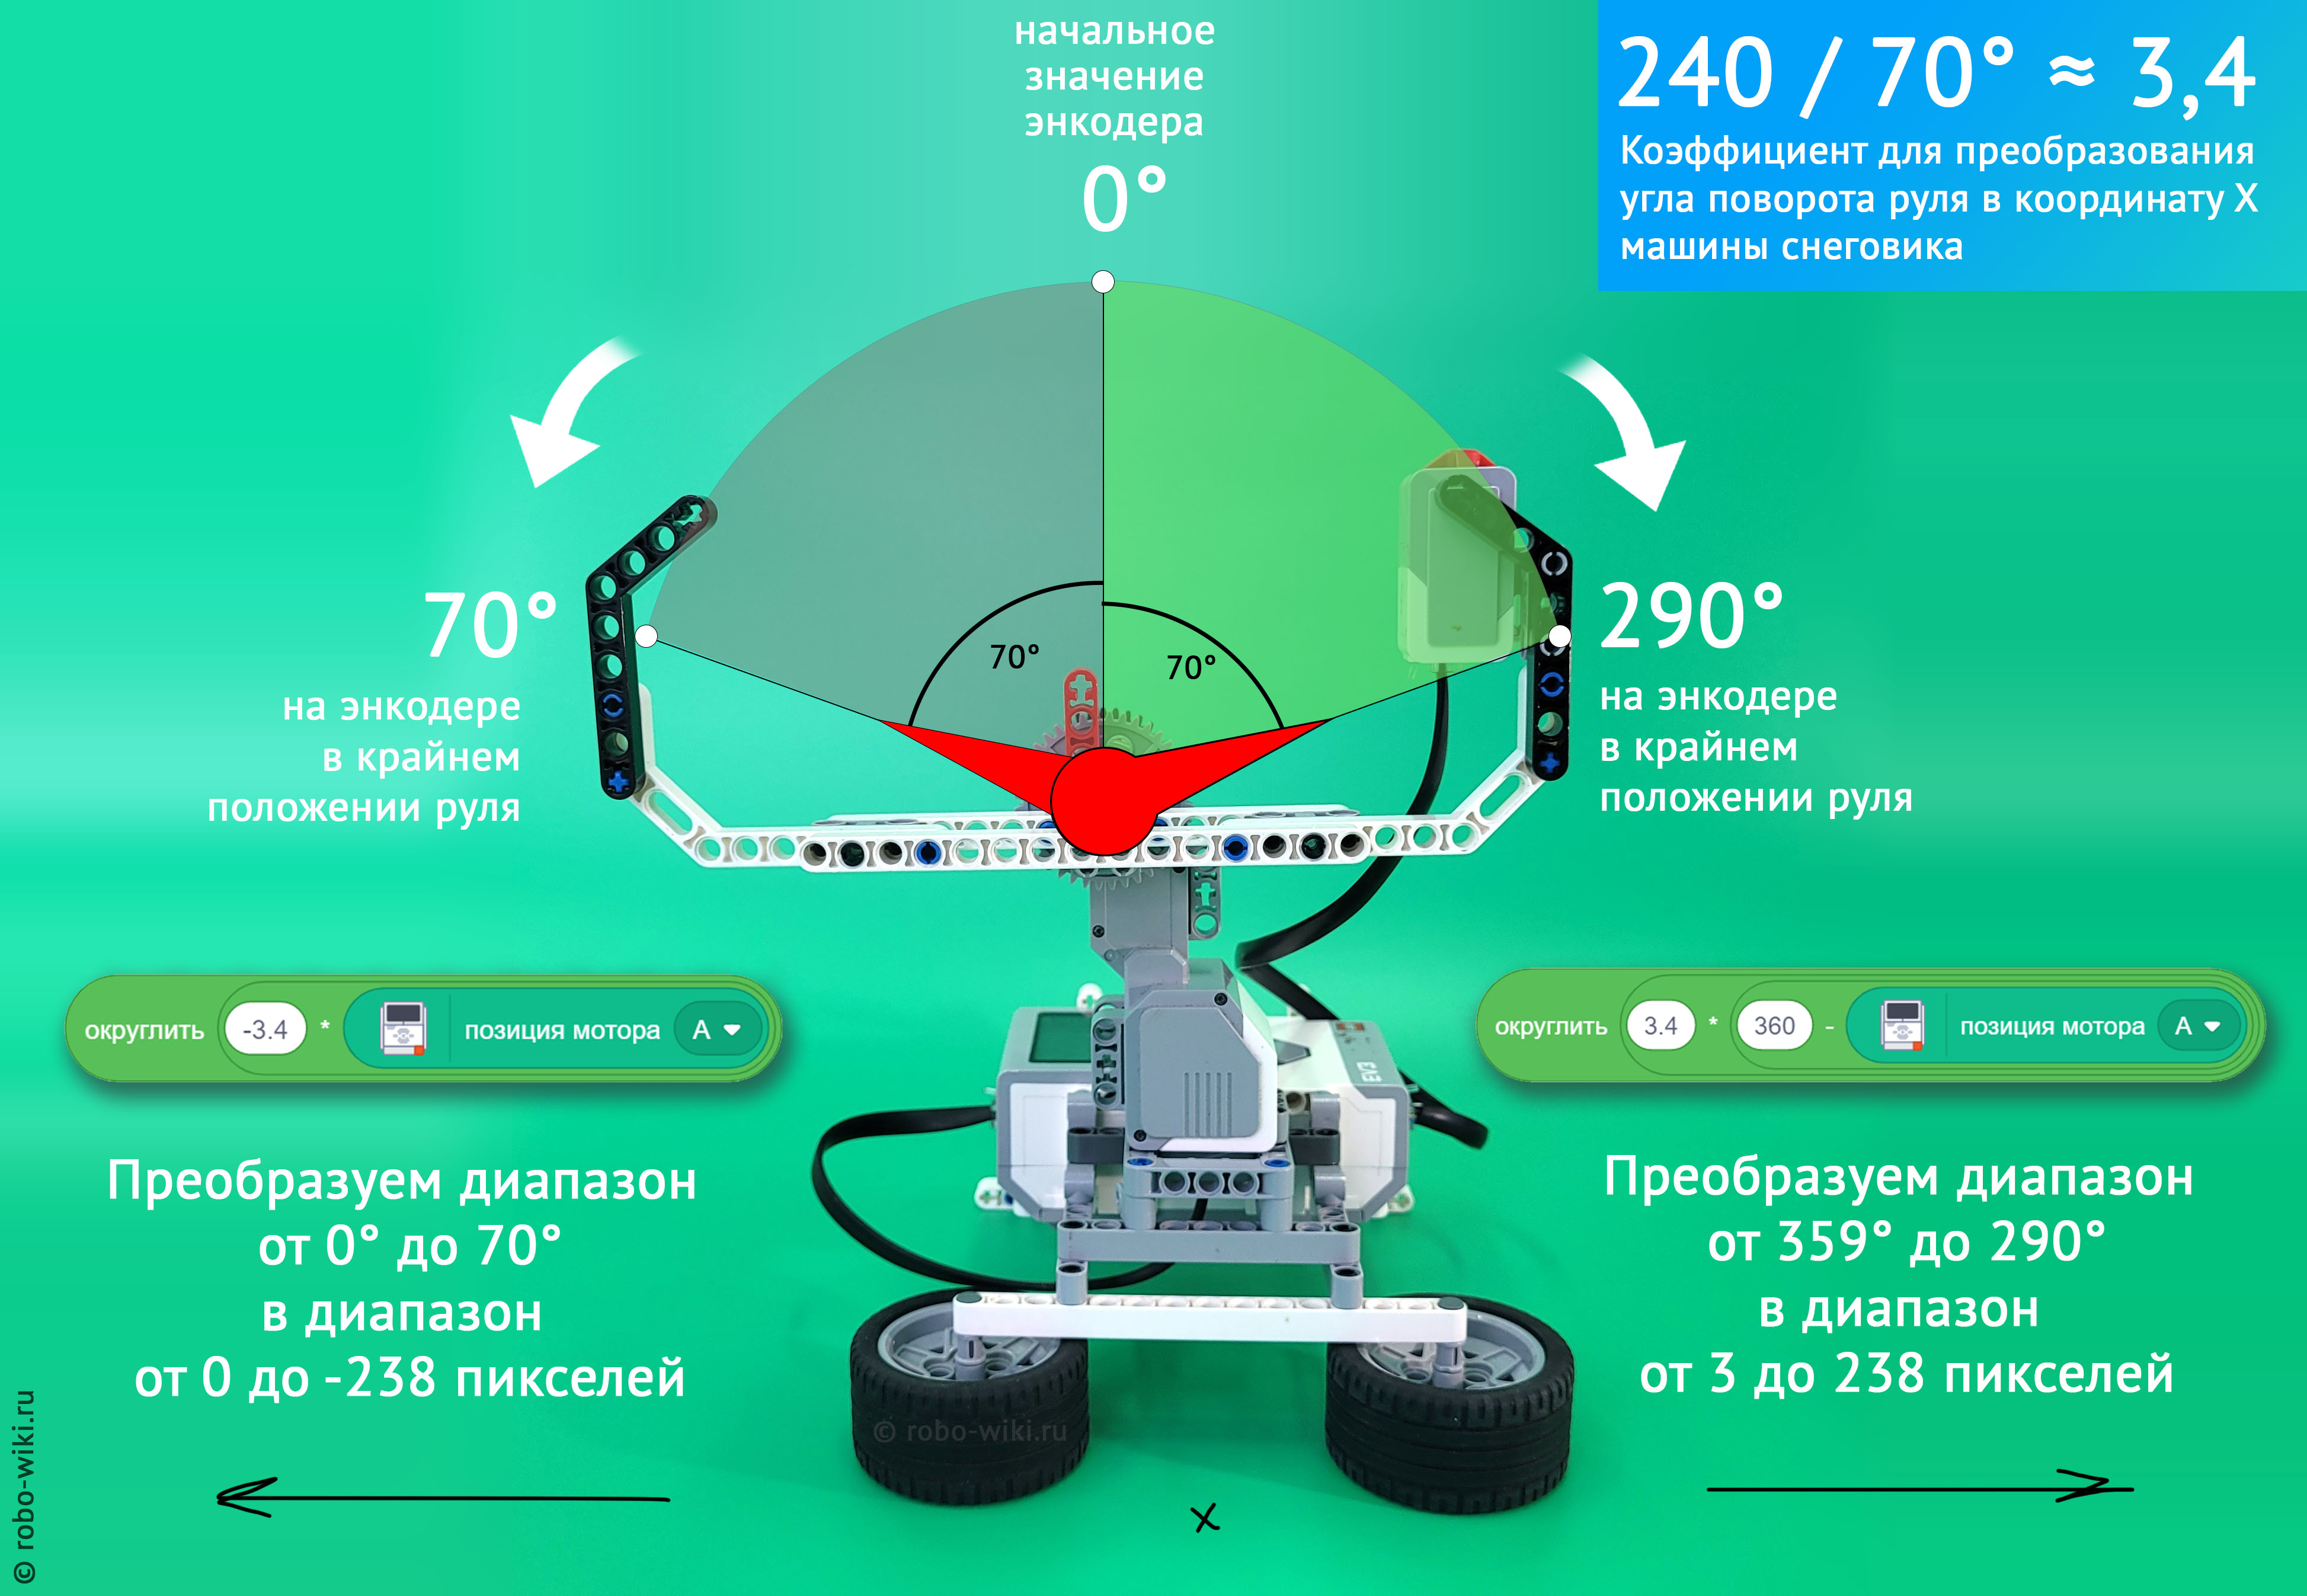 начальное
значение
энкодера
0°
240 / 70° ≈ 3,4
Коэффициент для преобразования
угла поворота руля в координату X
машины снеговика
70°
на энкодере
в крайнем
положении руля
70°
70°
290°
на энкодере
в крайнем
положении руля
округлить -3.4 * позиция мотора A
округлить 3.4 * 360 - позиция мотора A
EV3
Преобразуем диапазон
от 0° до 70°
в диапазон
от 0 до -238 пикселей
Преобразуем диапазон
от 359° до 290°
в диапазон
от 3 до 238 пикселей
© robo-wiki.ru
© robo-wiki.ru
x